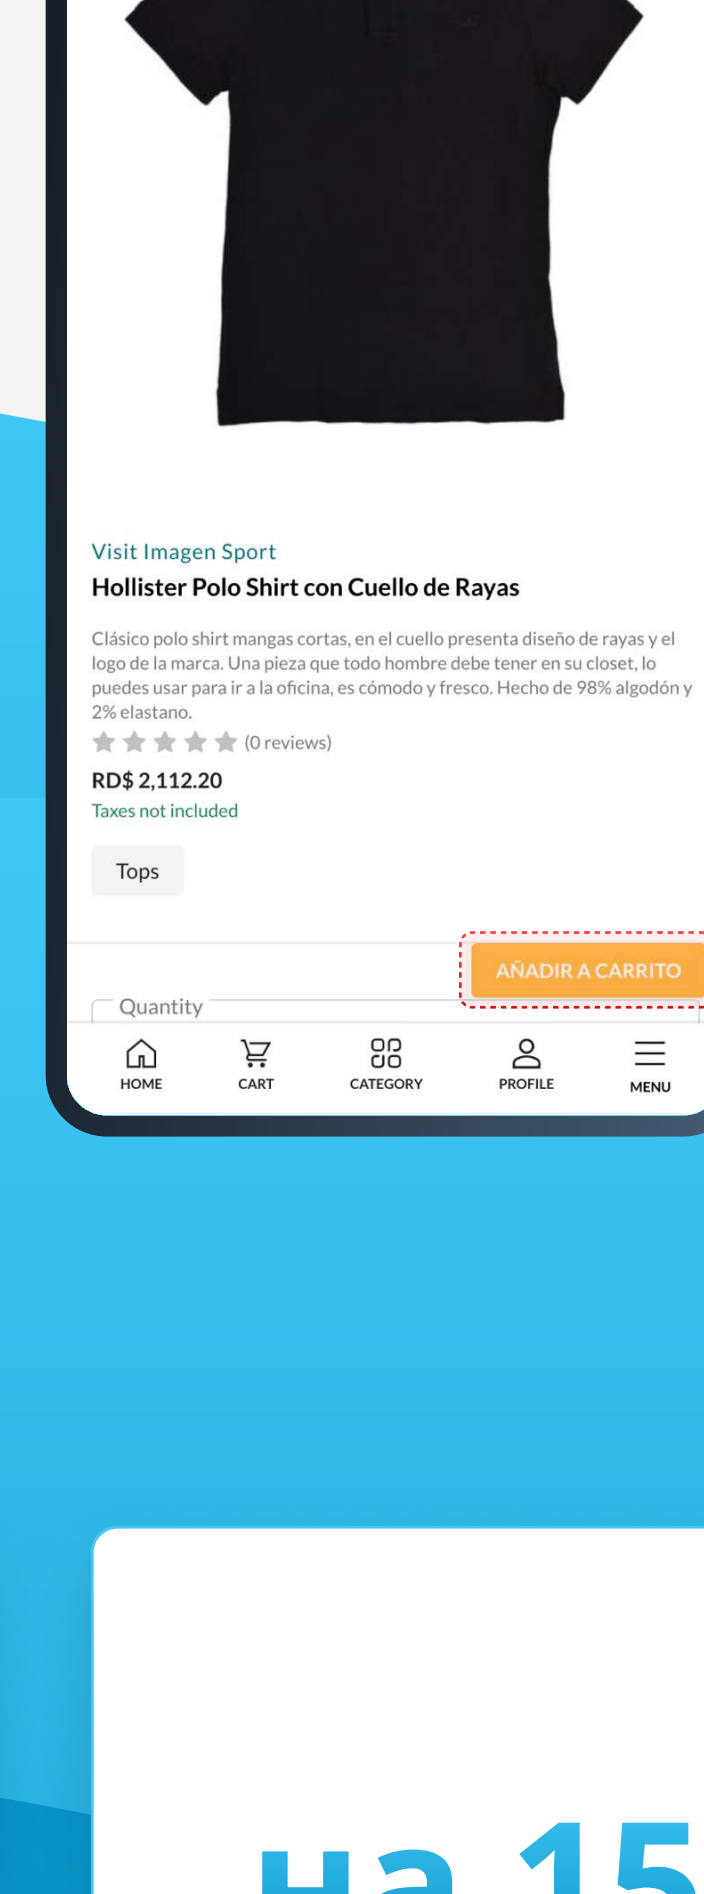 Visit Imagen Sport
Hollister Polo Shirt con Cuello de Rayas
Clásico polo shirt mangas cortas, en el cuello presenta diseño de rayas y el
logo de la marca. Una pieza que todo hombre debe tener en su closet, lo
puedes usar para ir a la oficina, es cómodo y fresco. Hecho de 98% algodón y
2% elastano.
(0 reviews)
RD$ 2,112.20
Taxes not included
Tops
AÑADIR A CARRITO
Quantity
HOME CART CATEGORY PROFILE MENU
на 15